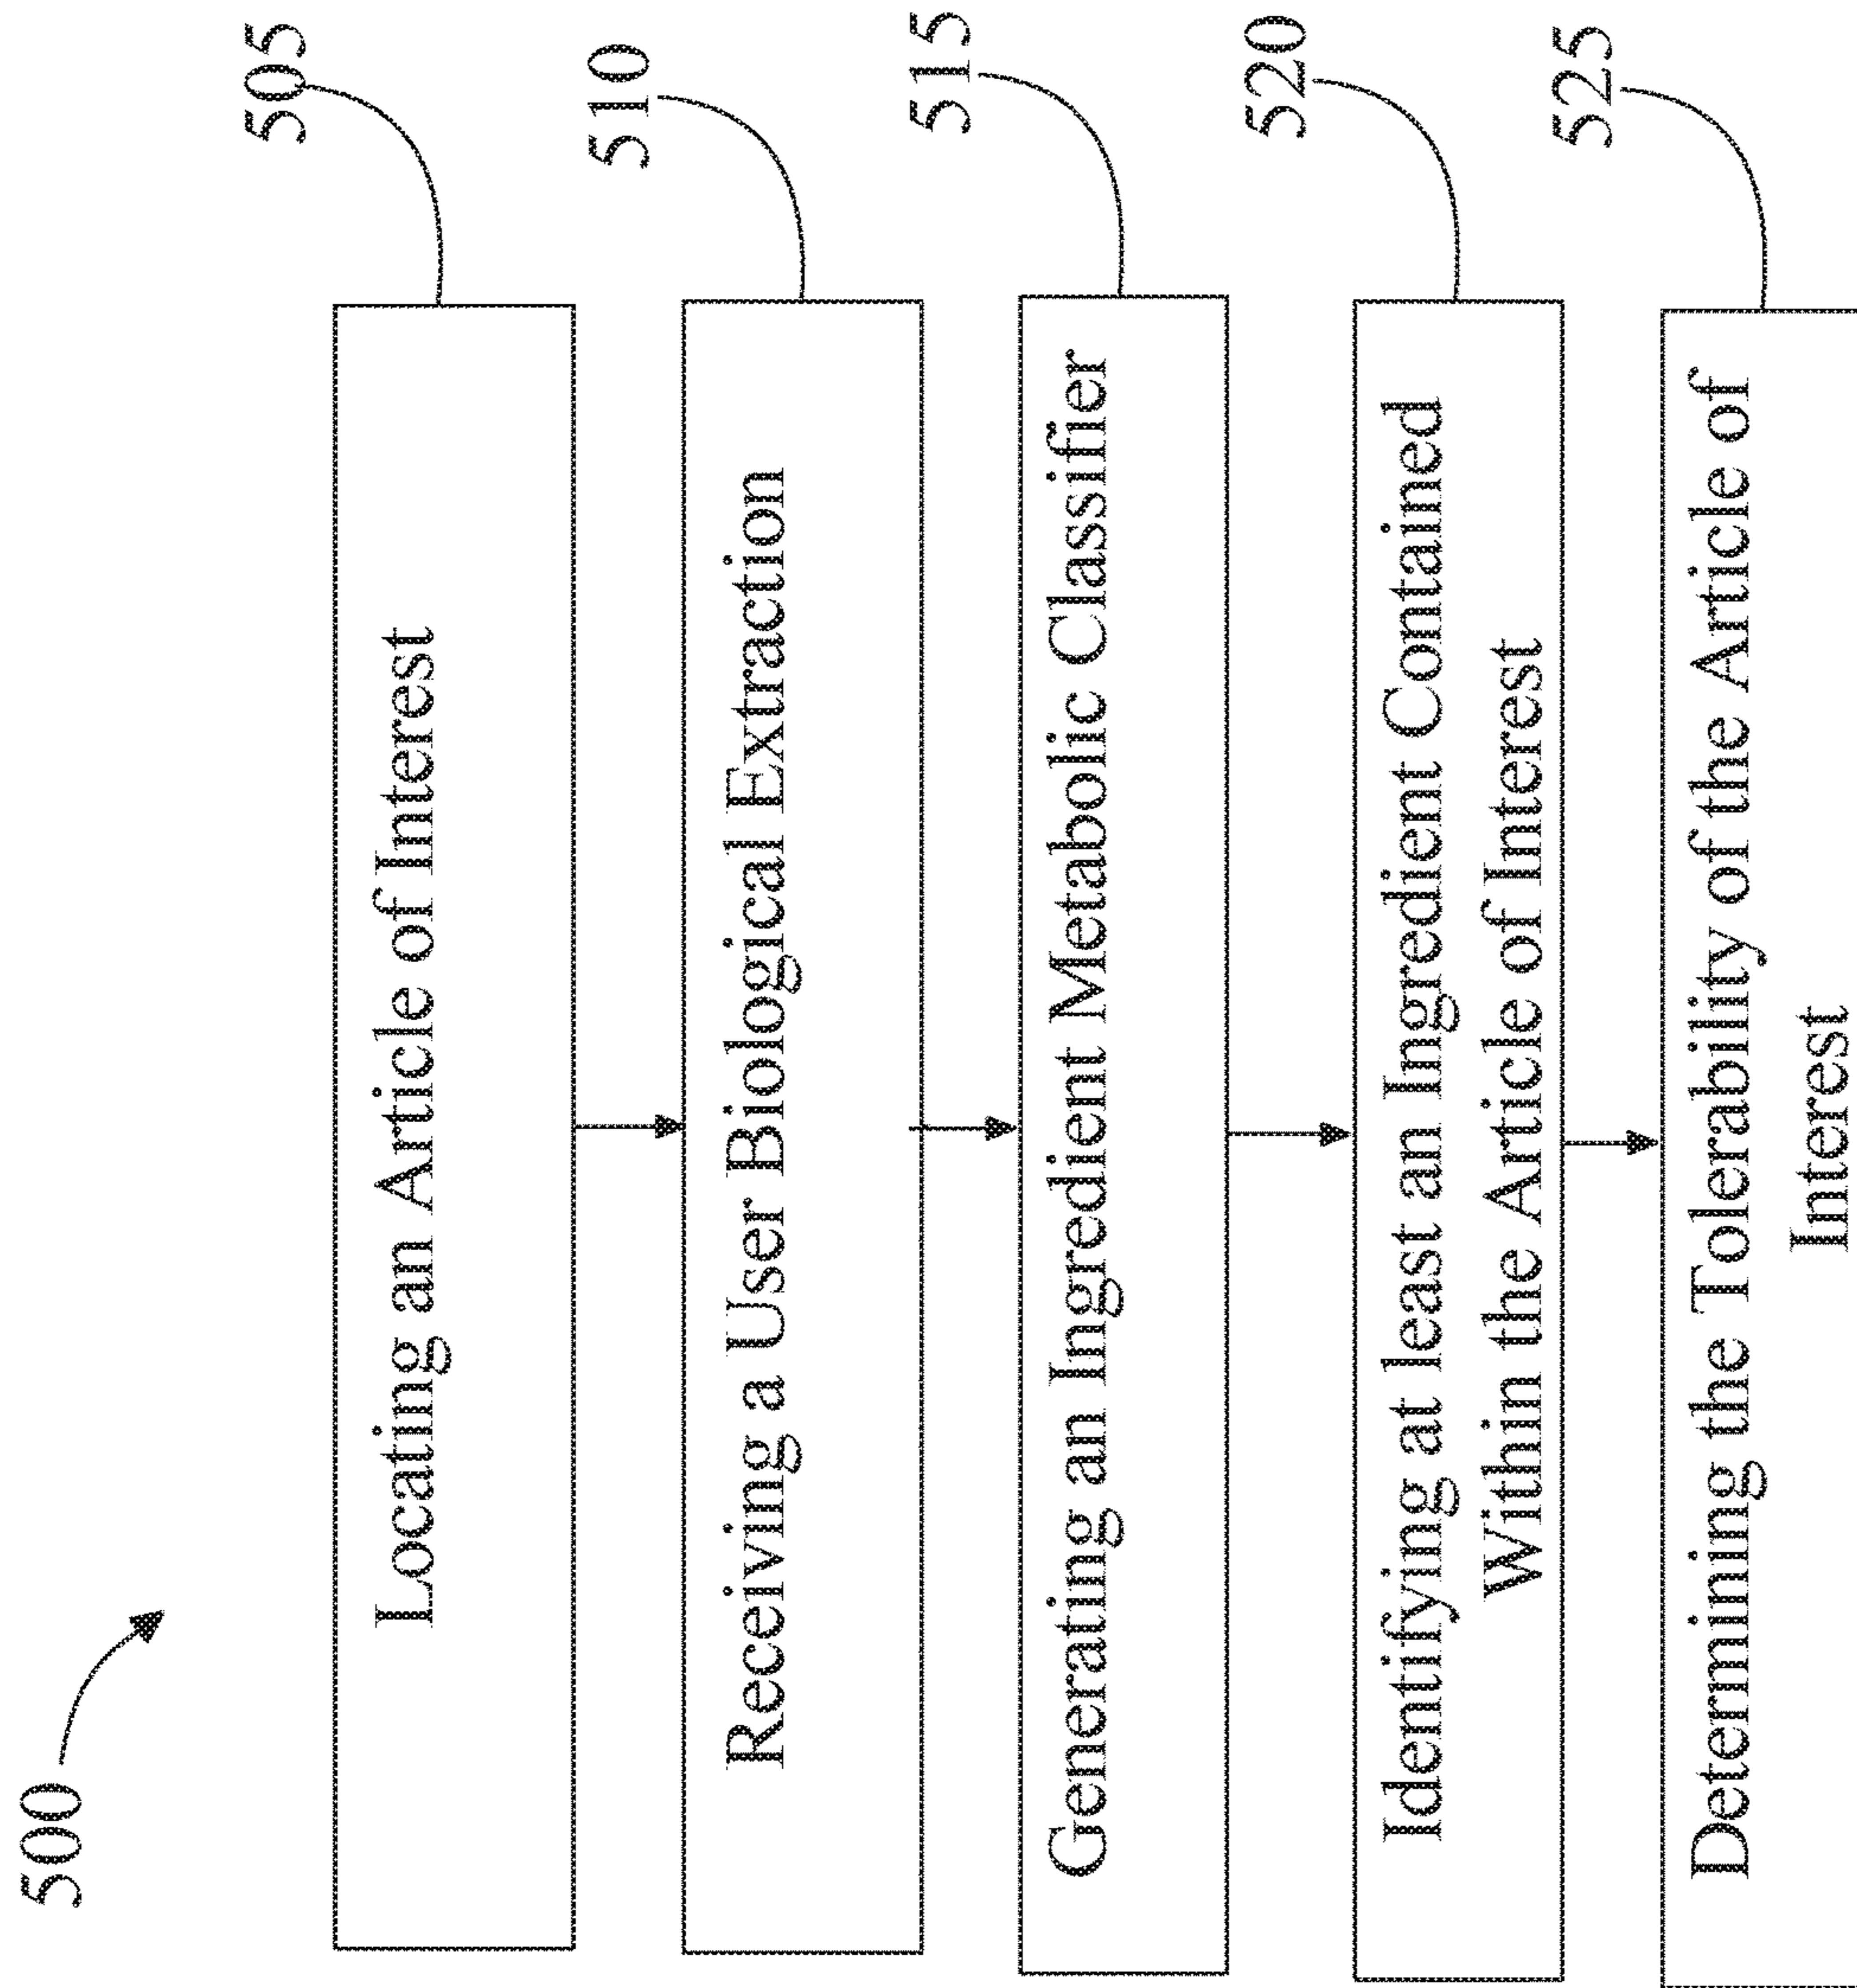 500
505
Locating an Article of Interest
510
Receiving a User Biological Extraction
515
Generating an Ingredient Metabolic Classifier
520
Identifying at least an Ingredient Contained
Within the Article of Interest
525
Determining the Tolerability of the Article of
Interest